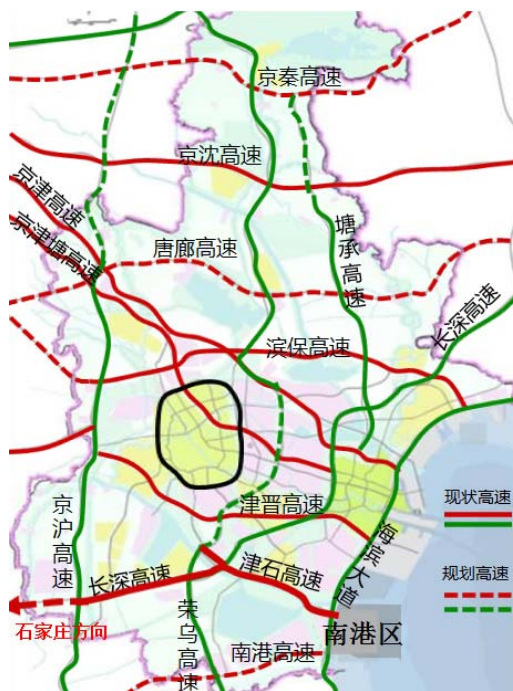 京秦高速
京沈高速
京津高速
京津塘高速
唐廊高速
塘承高速
长深高速
滨保高速
现状高速
津晋高速
京沪高速
海滨大道
规划高速
长深高速
津石高速
石家庄方向
荣乌高速
南港区
南港高速